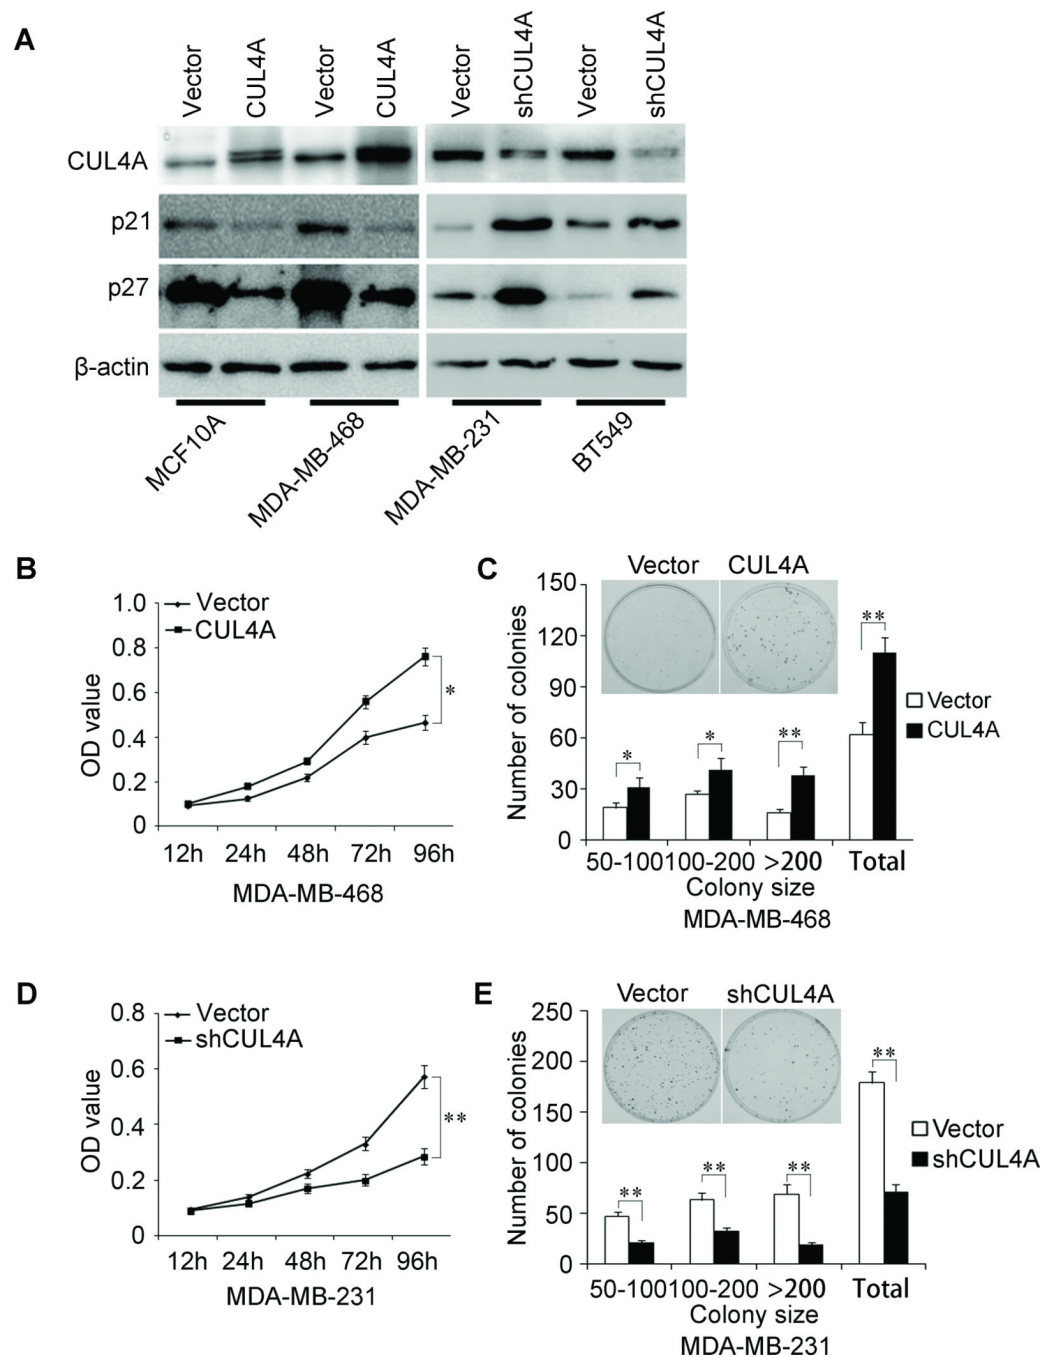 A
Vector CUL4A Vector CUL4A Vector shCUL4A Vector shCUL4A
CUL4A
p21
p27
β-actin
MCF10A MDA-MB-468 MDA-MB-231 BT549
B
1.0
0.8
0.6
0.4
0.2
0
OD value
Vector
CUL4A
*
12h 24h 48h 72h 96h
MDA-MB-468
C
Vector CUL4A
150
120
90
60
30
0
Number of colonies
* * ** **
Vector
CUL4A
50-100 100-200 >200 Total
Colony size
MDA-MB-468
D
0.8
0.6
0.4
0.2
0
OD value
Vector
shCUL4A
**
12h 24h 48h 72h 96h
MDA-MB-231
E
Vector shCUL4A
250
200
150
100
50
0
Number of colonies
** ** ** **
Vector
shCUL4A
50-100 100-200 >200 Total
Colony size
MDA-MB-231